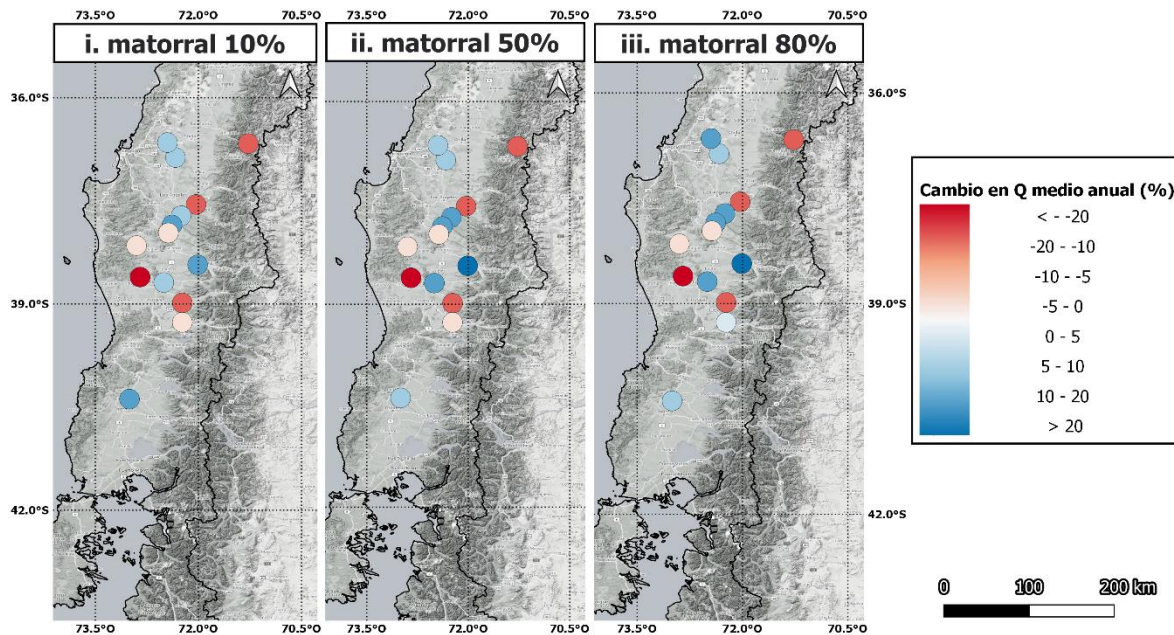 73.5°S 72.0°S 70.5°S 73.5°S 72.0°S 70.5°S 73.5°S 72.0°S 70.5°S
i. matorral 10% ii. matorral 50% iii. matorral 80%
36.0°S 36.0°S
39.0°S 39.0°S
42.0°S 42.0°S
73.5°S 72.0°S 70.5°S 73.5°S 72.0°S 70.5°S 73.5°S 72.0°S 70.5°S
Cambio en Q medio anual (%)
< - -20
-20 - -10
-10 - -5
-5 - 0
0 - 5
5 - 10
10 - 20
> 20
0 100 200 km